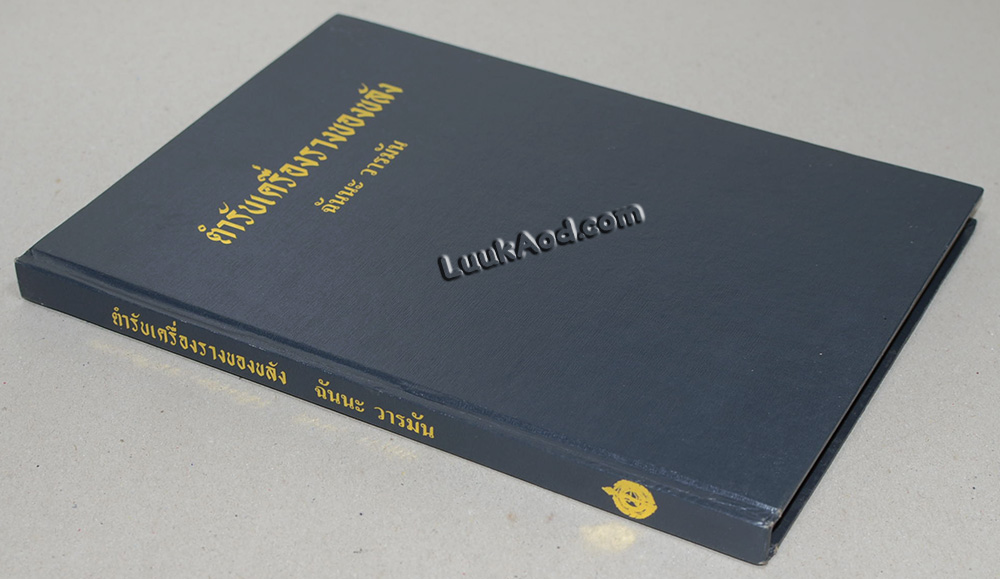 ตำรับเครื่องรางของขลัง
ฉันนะ วารมัน
LuukAod.com
ตำรับเครื่องรางของขลัง ฉันนะ วารมัน